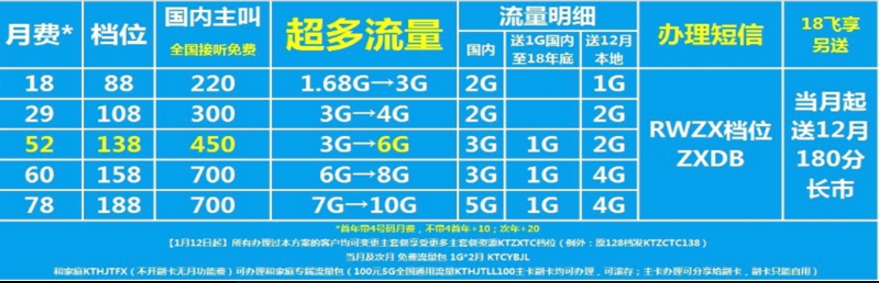 月费* 档位 国内主叫 全国接听免费 超多流量 流量明细 办理短信 18飞享另送
国内 送1G国内至18年底 送12月本地
18 88 220 1.68G→3G 2G 1G
29 108 300 3G→4G 2G 2G
52 138 450 3G→6G 3G 1G 2G
60 158 700 6G→8G 3G 1G 4G
78 188 700 7G→10G 5G 1G 4G
RWZX档位
ZXDB
当月起
送12月
180分
长市
*首年带4号码月费，不带4首年+10；次年+20
【1月12日起】所有办理过本方案的客户均可变更主套餐享受更多主套餐资源KTZXTC档位（例外：原128档发KTZCTC138）
当月及次月 免费流量包 1G*2月 KTCYBJL
和家庭KTHJTFX（不开副卡无月功能费）可办理和家庭专属流量包（100元5G全国通用流量KTHJTLL100主卡副卡均可办理，可滚存；主卡办理可分享给副卡，副卡只能自用）